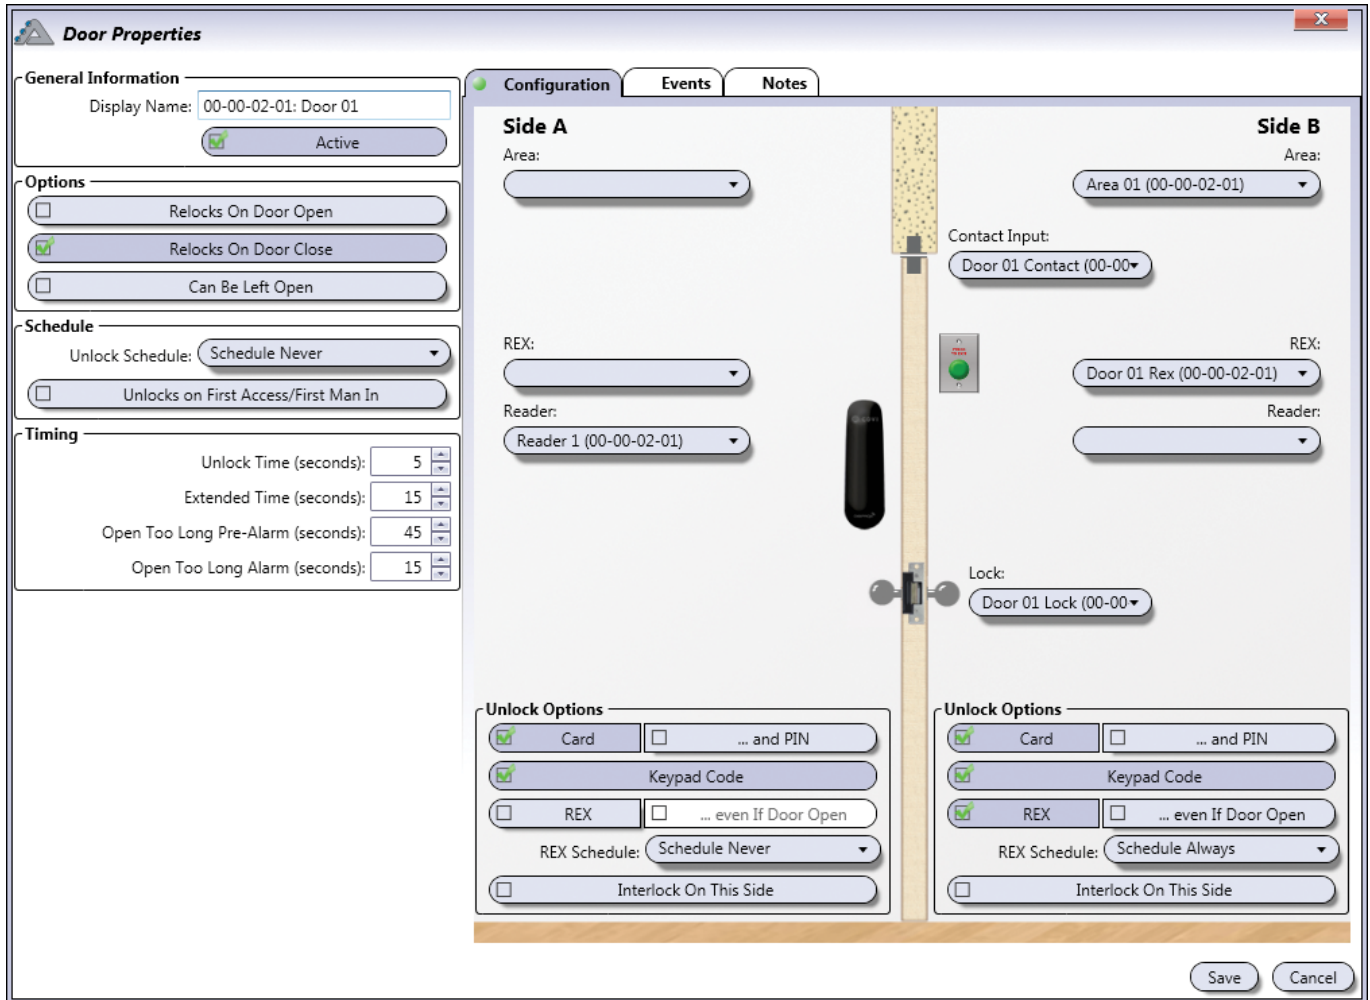 Door Properties
General Information
Display Name: 00-00-02-01: Door 01
Active
Options
Relocks On Door Open
Relocks On Door Close
Can Be Left Open
Schedule
Unlock Schedule: Schedule Never
Unlocks on First Access/First Man In
Timing
Unlock Time (seconds): 5
Extended Time (seconds): 15
Open Too Long Pre-Alarm (seconds): 45
Open Too Long Alarm (seconds): 15
Configuration Events Notes
Side A
Area:
REX:
Reader:
Reader 1 (00-00-02-01)
Side B
Area:
Area 01 (00-00-02-01)
Contact Input:
Door 01 Contact (00-00
REX:
Door 01 Rex (00-00-02-01)
Reader:
Lock:
Door 01 Lock (00-00
Unlock Options
Card ... and PIN
Keypad Code
REX ... even If Door Open
REX Schedule: Schedule Never
Interlock On This Side
Unlock Options
Card ... and PIN
Keypad Code
REX ... even If Door Open
REX Schedule: Schedule Always
Interlock On This Side
Save Cancel